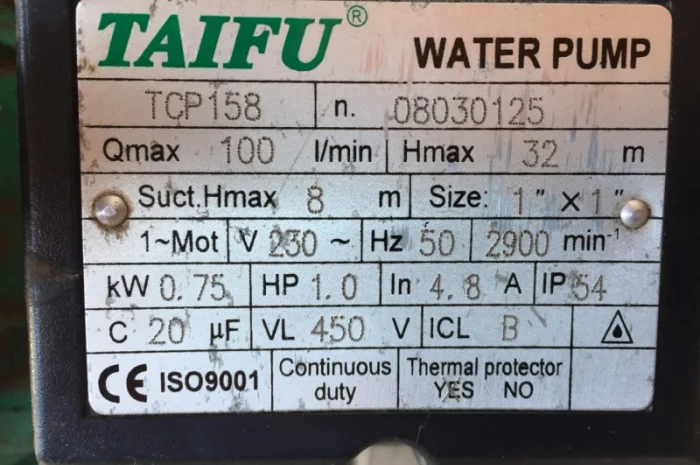 TAIFU® WATER PUMP
TCP158 n. 08030125
Qmax 100 l/min Hmax 32 m
Suct.Hmax 8 m Size: 1" X 1"
1~Mot V 230 ~ Hz 50 2900 min⁻¹
kW 0.75 HP 1.0 In 4.8 A IP 54
C 20 µF VL 450 V ICL B
CE ISO9001 Continuous duty Thermal protector YES NO